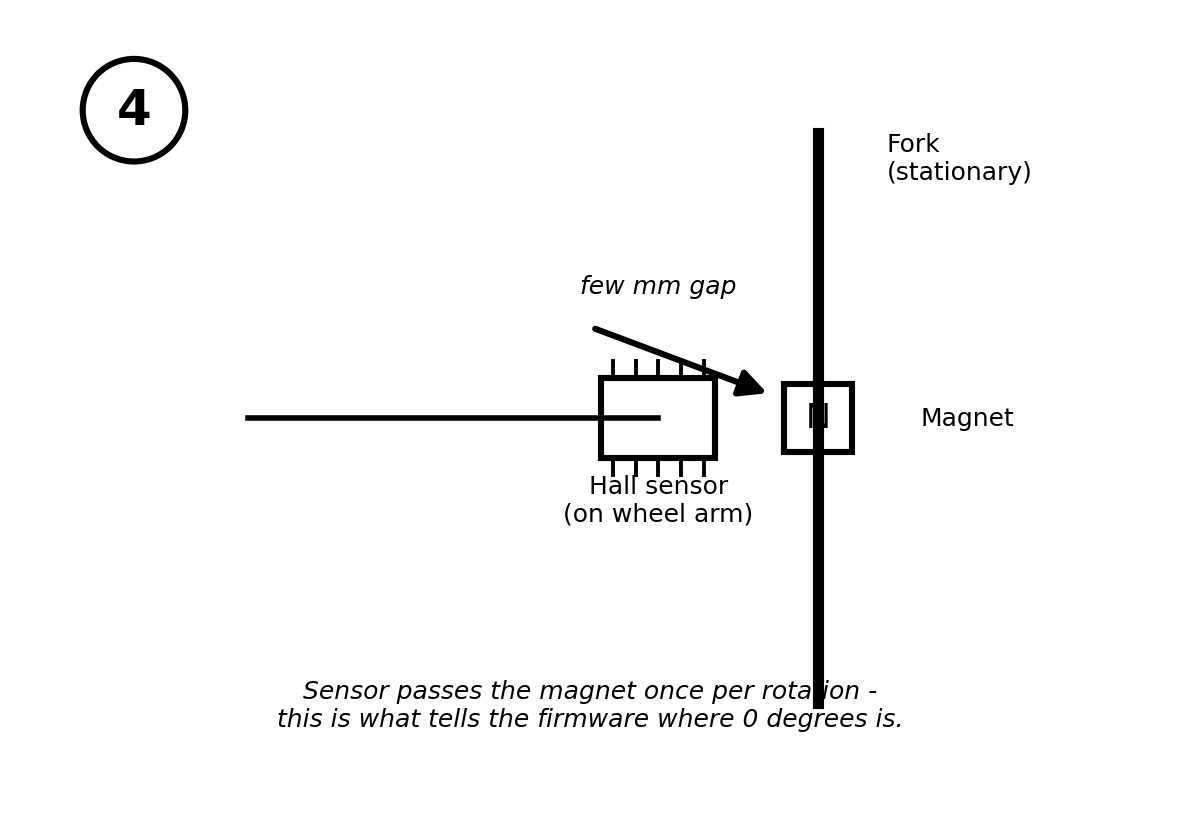 4
Fork
(stationary)
few mm gap
N
Magnet
Hall sensor
(on wheel arm)
Sensor passes the magnet once per rotation -
this is what tells the firmware where 0 degrees is.